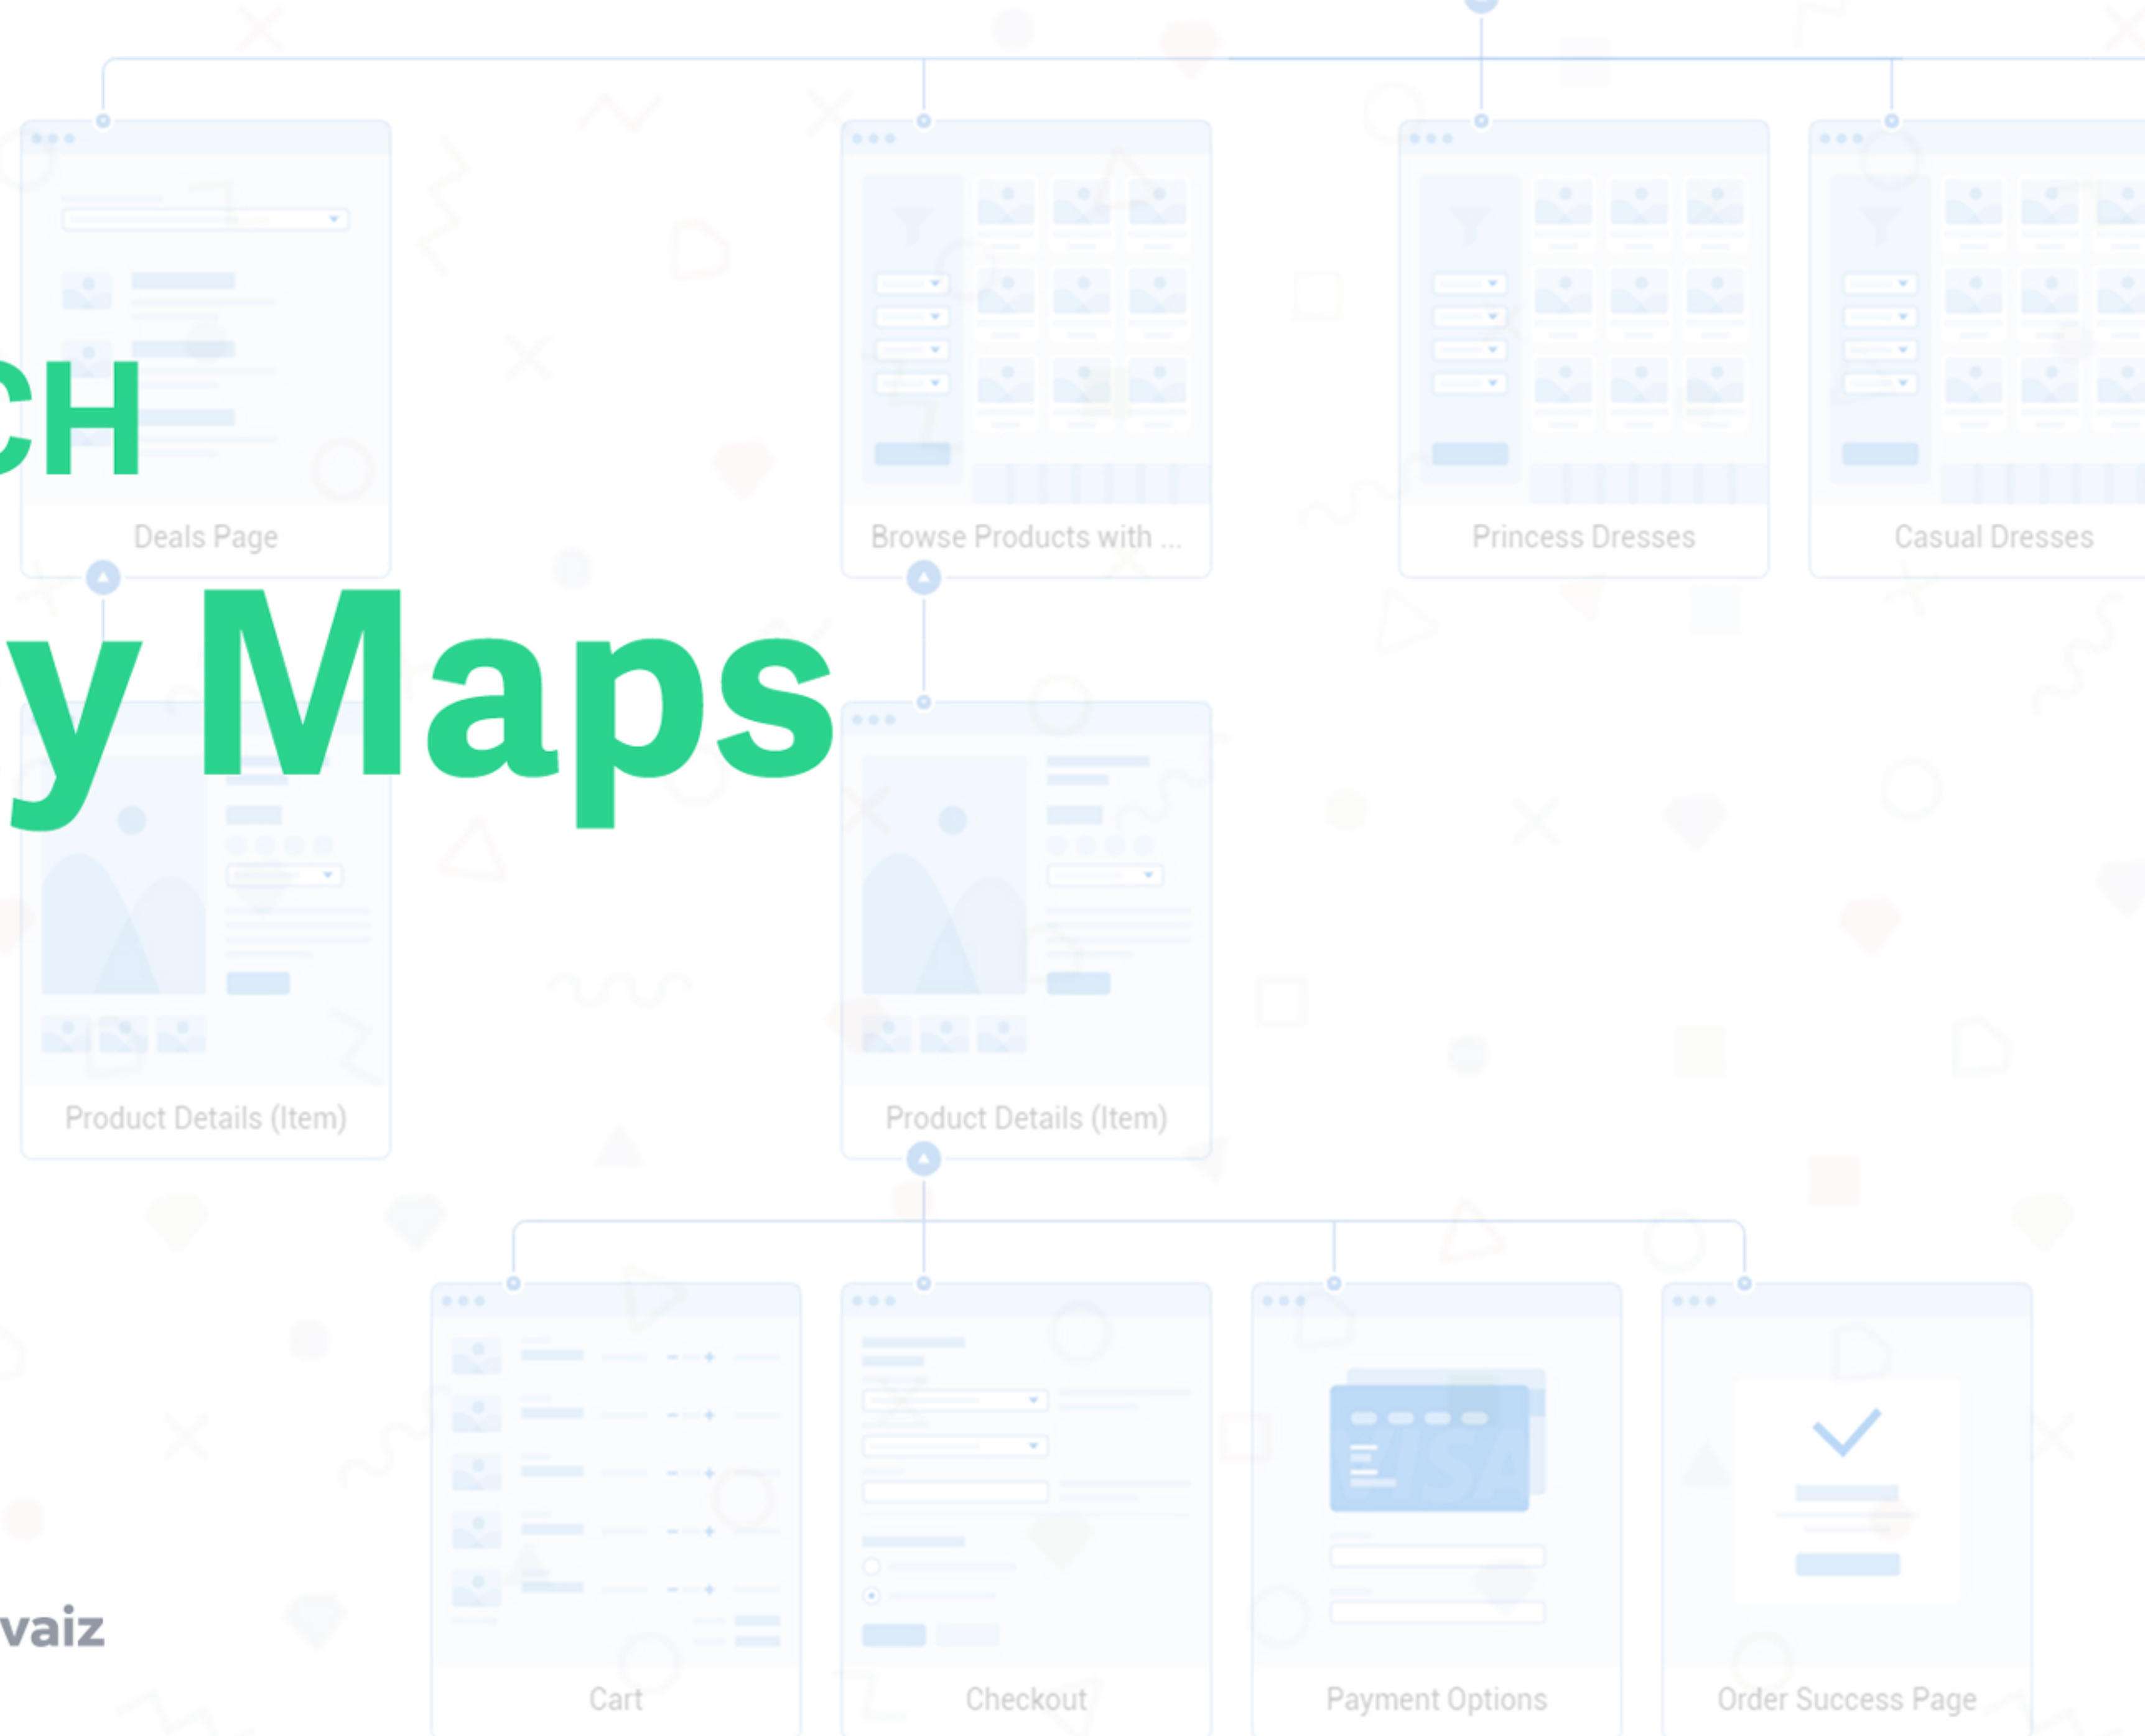 CH
Deals Page
Browse Products with ...
Princess Dresses
Casual Dresses
y Maps
Product Details (Item)
Product Details (Item)
VISA
vaiz
Cart
Checkout
Payment Options
Order Success Page